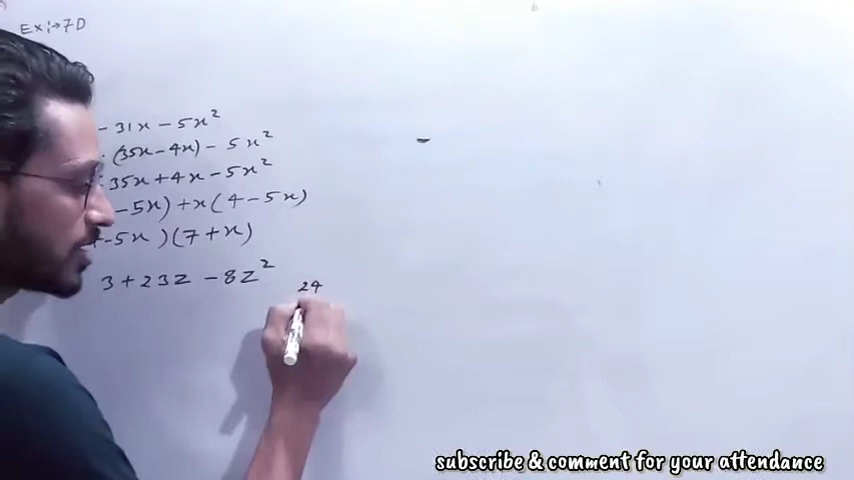 Ex:→7D
- 31x - 5x²
(35x - 4x) - 5x²
35x + 4x - 5x²
- 5x) + x(4 - 5x)
- 5x)(7 + x)
3 + 23z - 8z²
24
subscribe & comment for your attendance